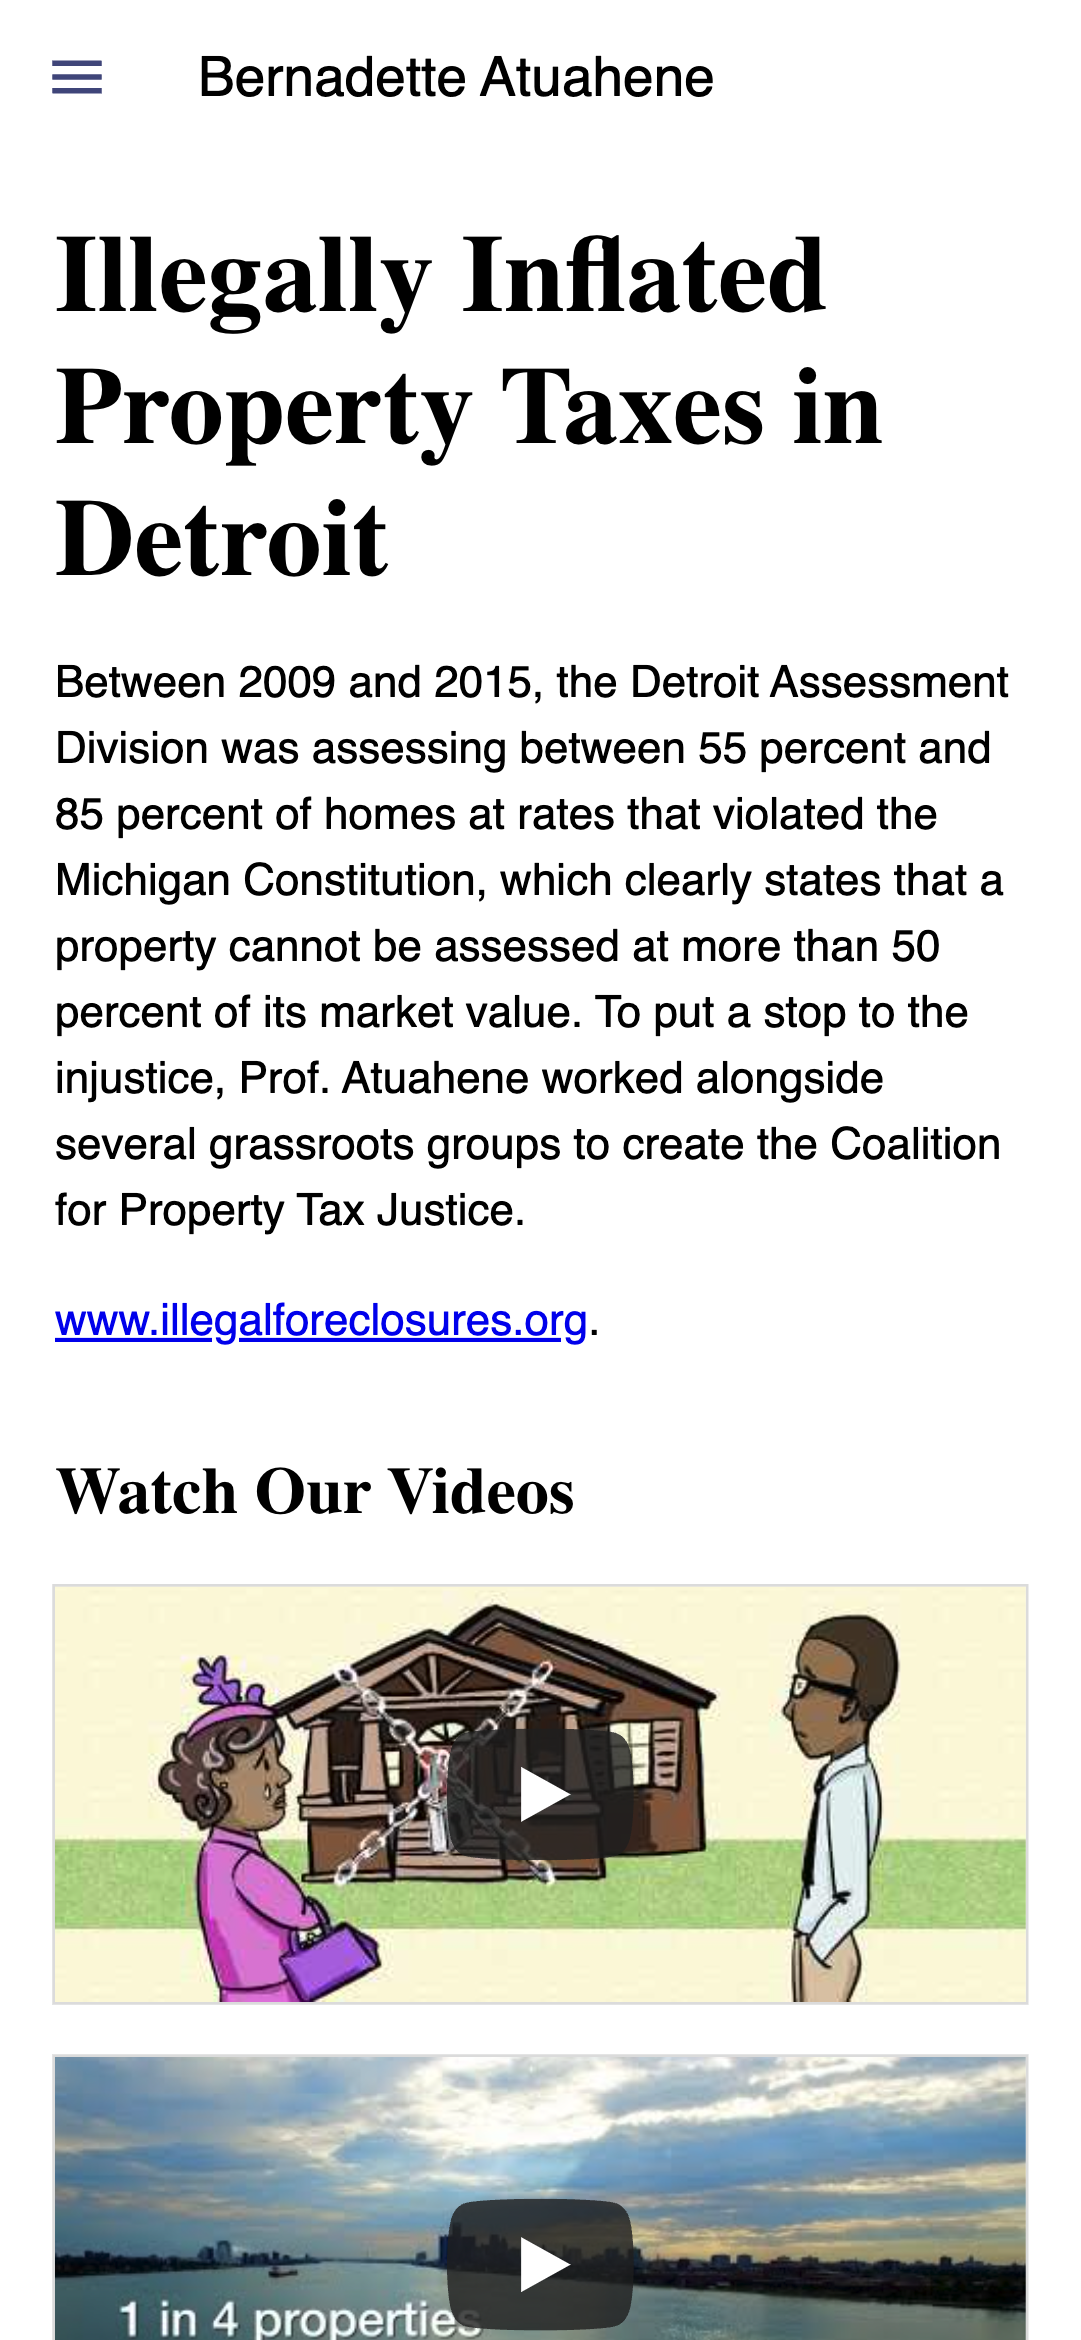 Bernadette Atuahene
Illegally Inflated
Property Taxes in
Detroit
Between 2009 and 2015, the Detroit Assessment
Division was assessing between 55 percent and
85 percent of homes at rates that violated the
Michigan Constitution, which clearly states that a
property cannot be assessed at more than 50
percent of its market value. To put a stop to the
injustice, Prof. Atuahene worked alongside
several grassroots groups to create the Coalition
for Property Tax Justice.
www.illegalforeclosures.org.
Watch Our Videos
1 in 4 properties